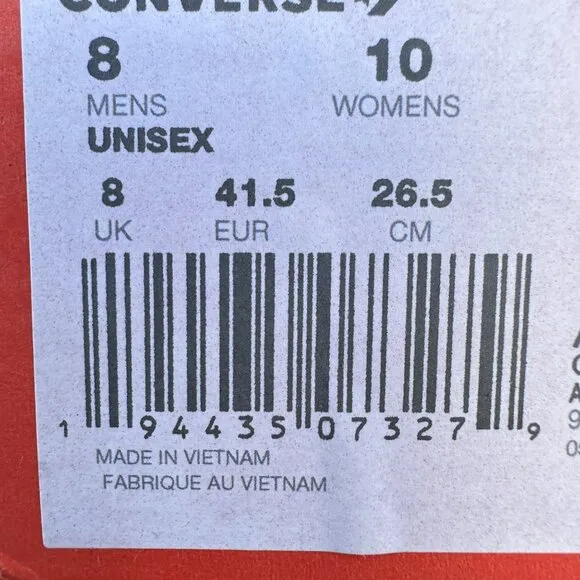 CONVERSE
8 10
MENS WOMENS
UNISEX
8 41.5 26.5
UK EUR CM
1 94435 07327 9
MADE IN VIETNAM
FABRIQUE AU VIETNAM